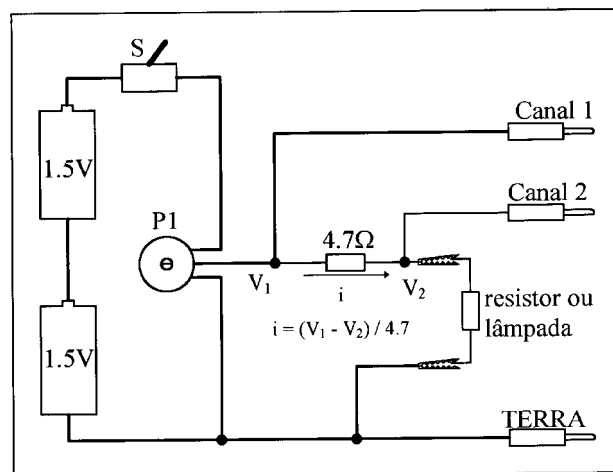 S
Canal 1
1.5V
Canal 2
P1
4.7Ω
V₁
i
V₂
resistor ou
lâmpada
i = (V₁ - V₂) / 4.7
1.5V
TERRA